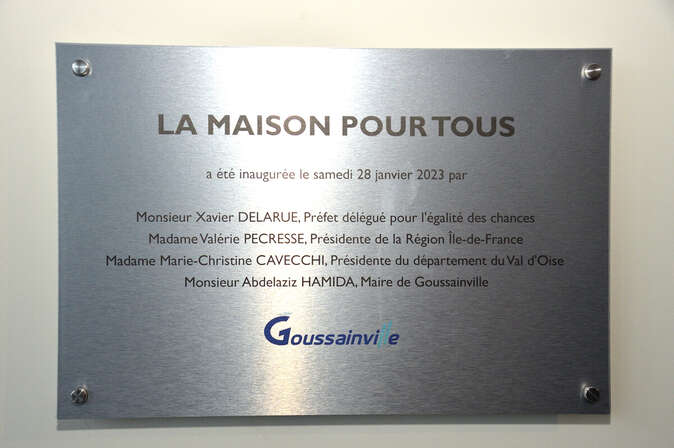 LA MAISON POUR TOUS
a été inaugurée le samedi 28 janvier 2023 par
Monsieur Xavier DELARUE, Préfet délégué pour l'égalité des chances
Madame Valérie PECRESSE, Présidente de la Région Île-de-France
Madame Marie-Christine CAVECCHI, Présidente du département du Val d'Oise
Monsieur Abdelaziz HAMIDA, Maire de Goussainville
Goussainville